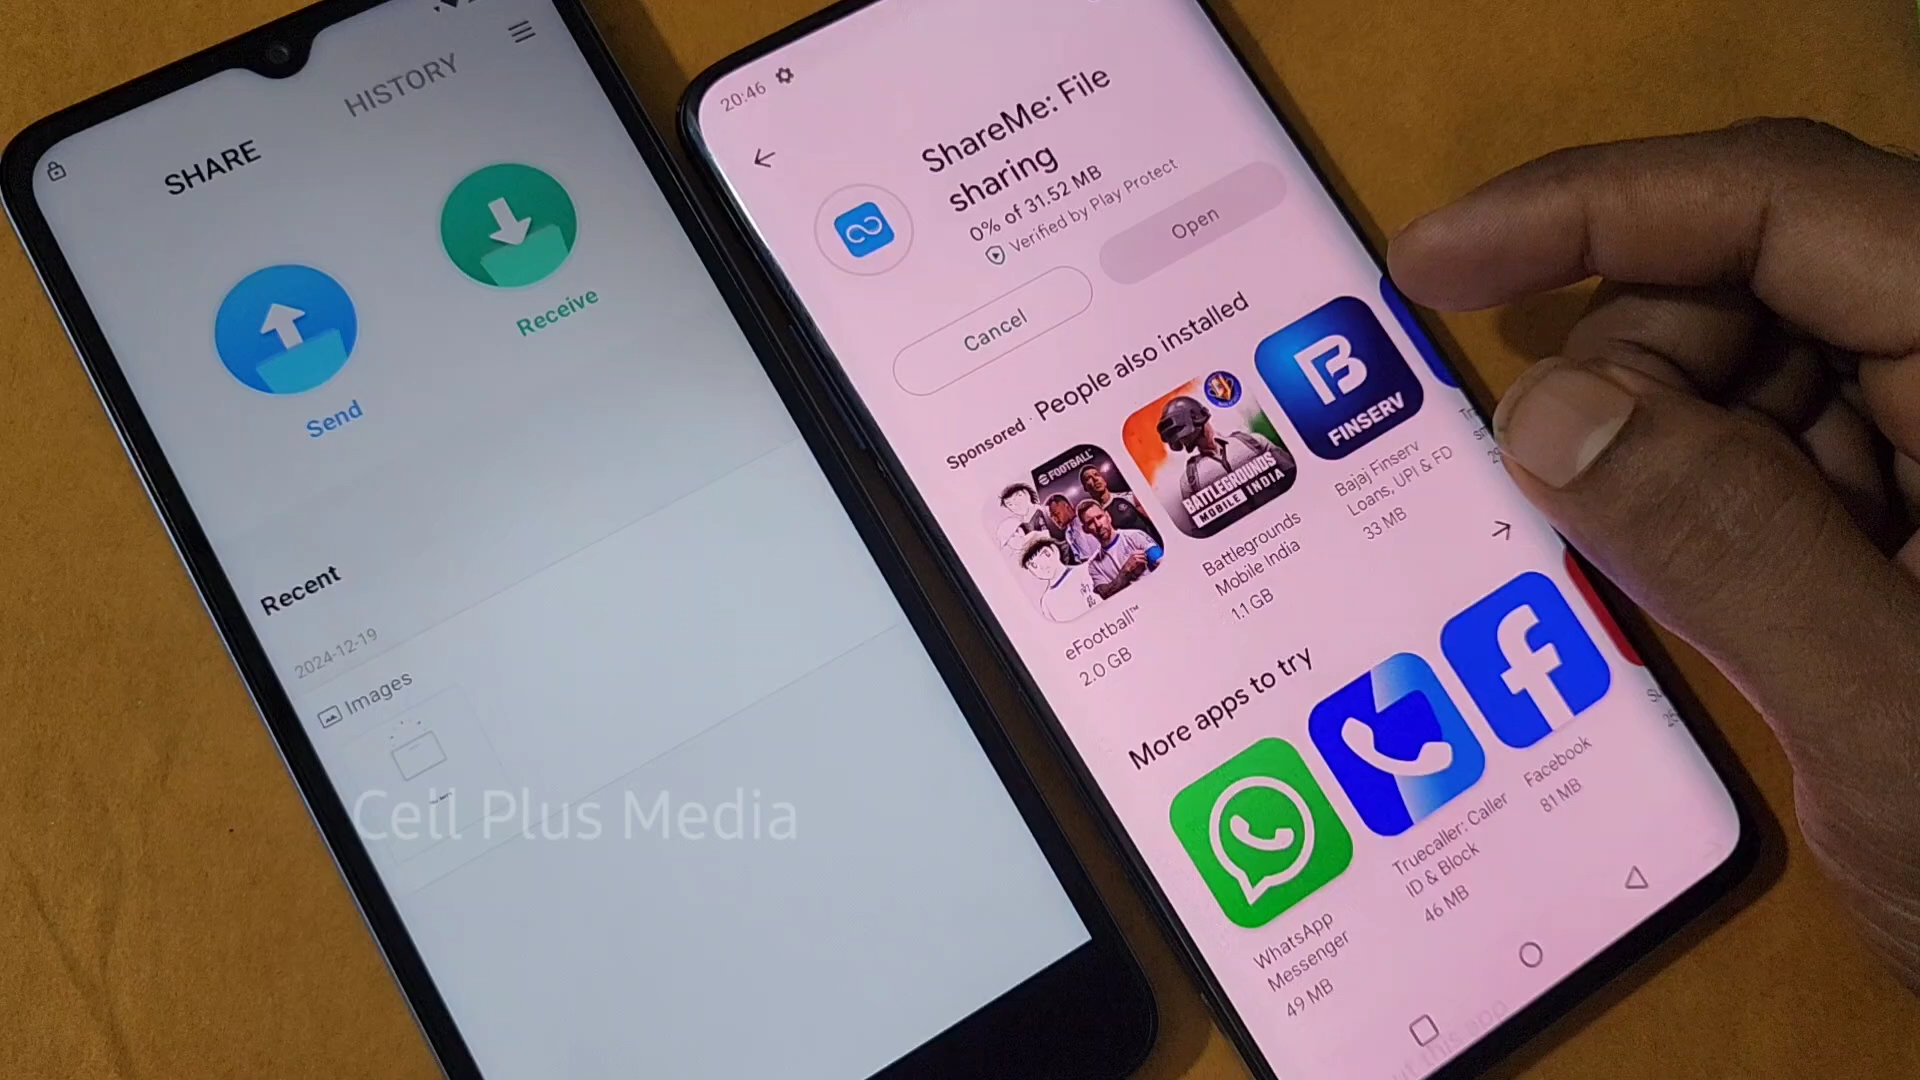 SHARE
HISTORY
Send
Receive
Recent
2024-12-19
Images
Cell Plus Media
20:46
ShareMe: File
sharing
0% of 31.52 MB
Verified by Play Protect
Cancel
Open
Sponsored · People also installed
eFOOTBALL
BATTLEGROUNDS
MOBILE INDIA
FINSERV
eFootball™
2.0 GB
Battlegrounds
Mobile India
1.1 GB
Bajaj Finserv
Loans, UPI & FD
33 MB
More apps to try
WhatsApp
Messenger
49 MB
Truecaller: Caller
ID & Block
46 MB
Facebook
81 MB
this app